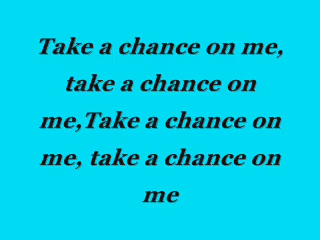 Take a chance on me,
take a chance on
me,Take a chance on
me, take a chance on
me